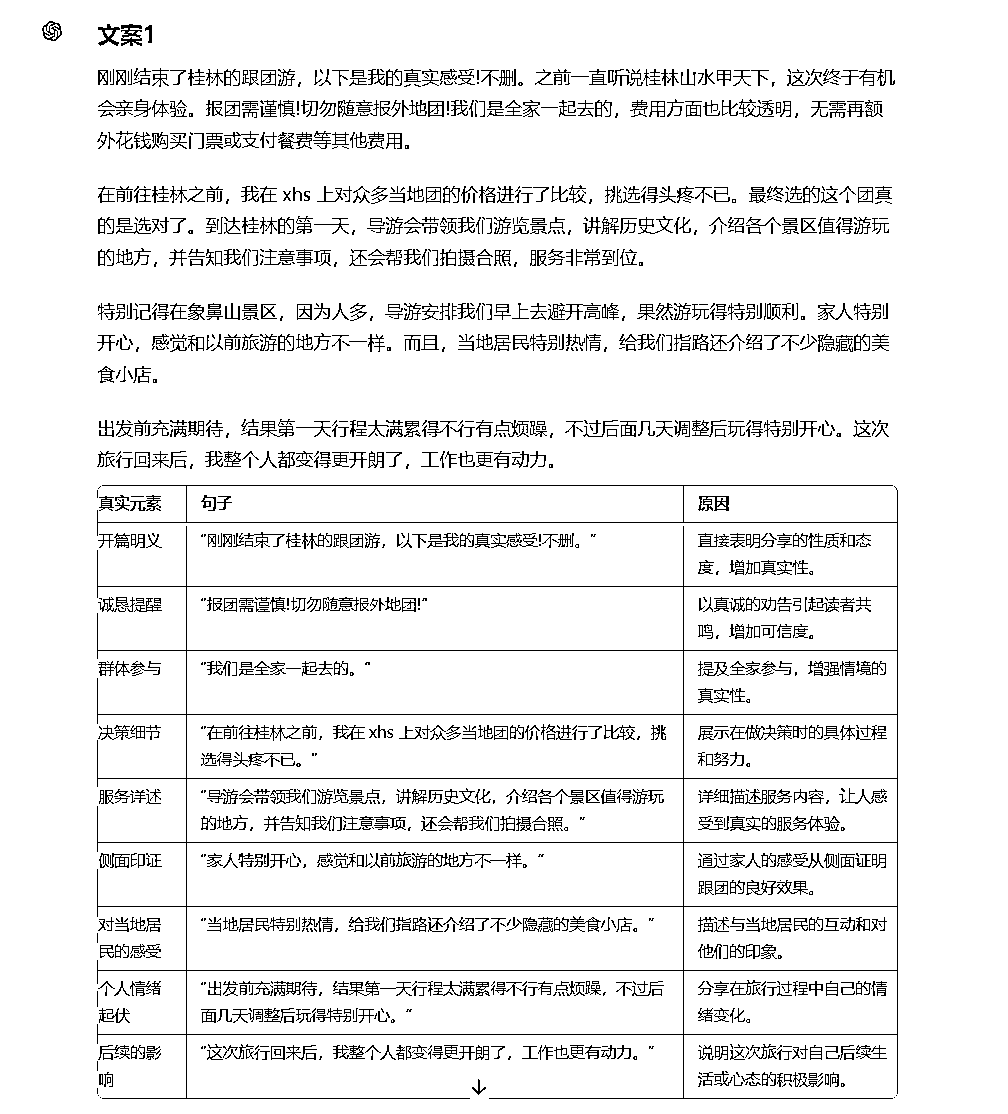 文案1
刚刚结束了桂林的跟团游，以下是我的真实感受!不删。之前一直听说桂林山水甲天下，这次终于有机
会亲身体验。报团需谨慎!切勿随意报外地团!我们是全家一起去的，费用方面也比较透明，无需再额
外花钱购买门票或支付餐费等其他费用。
在前往桂林之前，我在 xhs 上对众多当地团的价格进行了比较，挑选得头疼不已。最终选的这个团真
的是选对了。到达桂林的第一天，导游会带领我们游览景点，讲解历史文化，介绍各个景区值得游玩
的地方，并告知我们注意事项，还会帮我们拍摄合照，服务非常到位。
特别记得在象鼻山景区，因为人多，导游安排我们早上去避开高峰，果然游玩得特别顺利。家人特别
开心，感觉和以前旅游的地方不一样。而且，当地居民特别热情，给我们指路还介绍了不少隐藏的美
食小店。
出发前充满期待，结果第一天行程太满累得不行有点烦躁，不过后面几天调整后玩得特别开心。这次
旅行回来后，我整个人都变得更开朗了，工作也更有动力。
真实元素 句子 原因
开篇明义 “刚刚结束了桂林的跟团游，以下是我的真实感受!不删。” 直接表明分享的性质和态
度，增加真实性。
诚恳提醒 “报团需谨慎!切勿随意报外地团!” 以真诚的劝告引起读者共
鸣，增加可信度。
群体参与 “我们是全家一起去的。” 提及全家参与，增强情境的
真实性。
决策细节 “在前往桂林之前，我在 xhs 上对众多当地团的价格进行了比较，挑 展示在做决策时的具体过程
选得头疼不已。” 和努力。
服务详述 “导游会带领我们游览景点，讲解历史文化，介绍各个景区值得游玩 详细描述服务内容，让人感
的地方，并告知我们注意事项，还会帮我们拍摄合照。” 受到真实的服务体验。
侧面印证 “家人特别开心，感觉和以前旅游的地方不一样。” 通过家人的感受从侧面证明
跟团的良好效果。
对当地居 “当地居民特别热情，给我们指路还介绍了不少隐藏的美食小店。” 描述与当地居民的互动和对
民的感受 他们的印象。
个人情绪 “出发前充满期待，结果第一天行程太满累得不行有点烦躁，不过后 分享在旅行过程中自己的情
起伏 面几天调整后玩得特别开心。” 绪变化。
后续的影 “这次旅行回来后，我整个人都变得更开朗了，工作也更有动力。” 说明这次旅行对自己后续生
响 活或心态的积极影响。